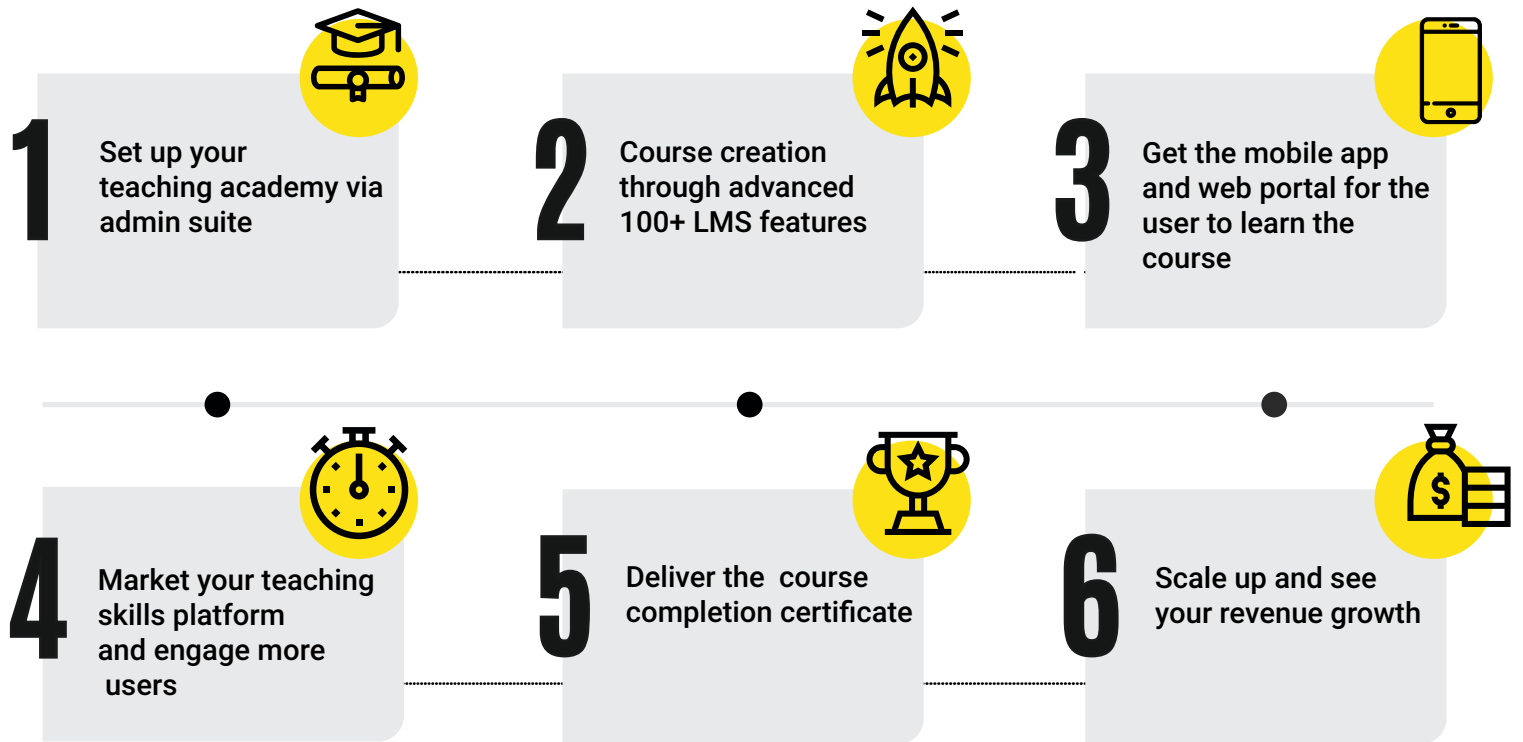 1
Set up your
teaching academy via
admin suite
2
Course creation
through advanced
100+ LMS features
3
Get the mobile app
and web portal for the
user to learn the
course
4
Market your teaching
skills platform
and engage more
users
5
Deliver the  course
completion certificate
6
$
Scale up and see
your revenue growth